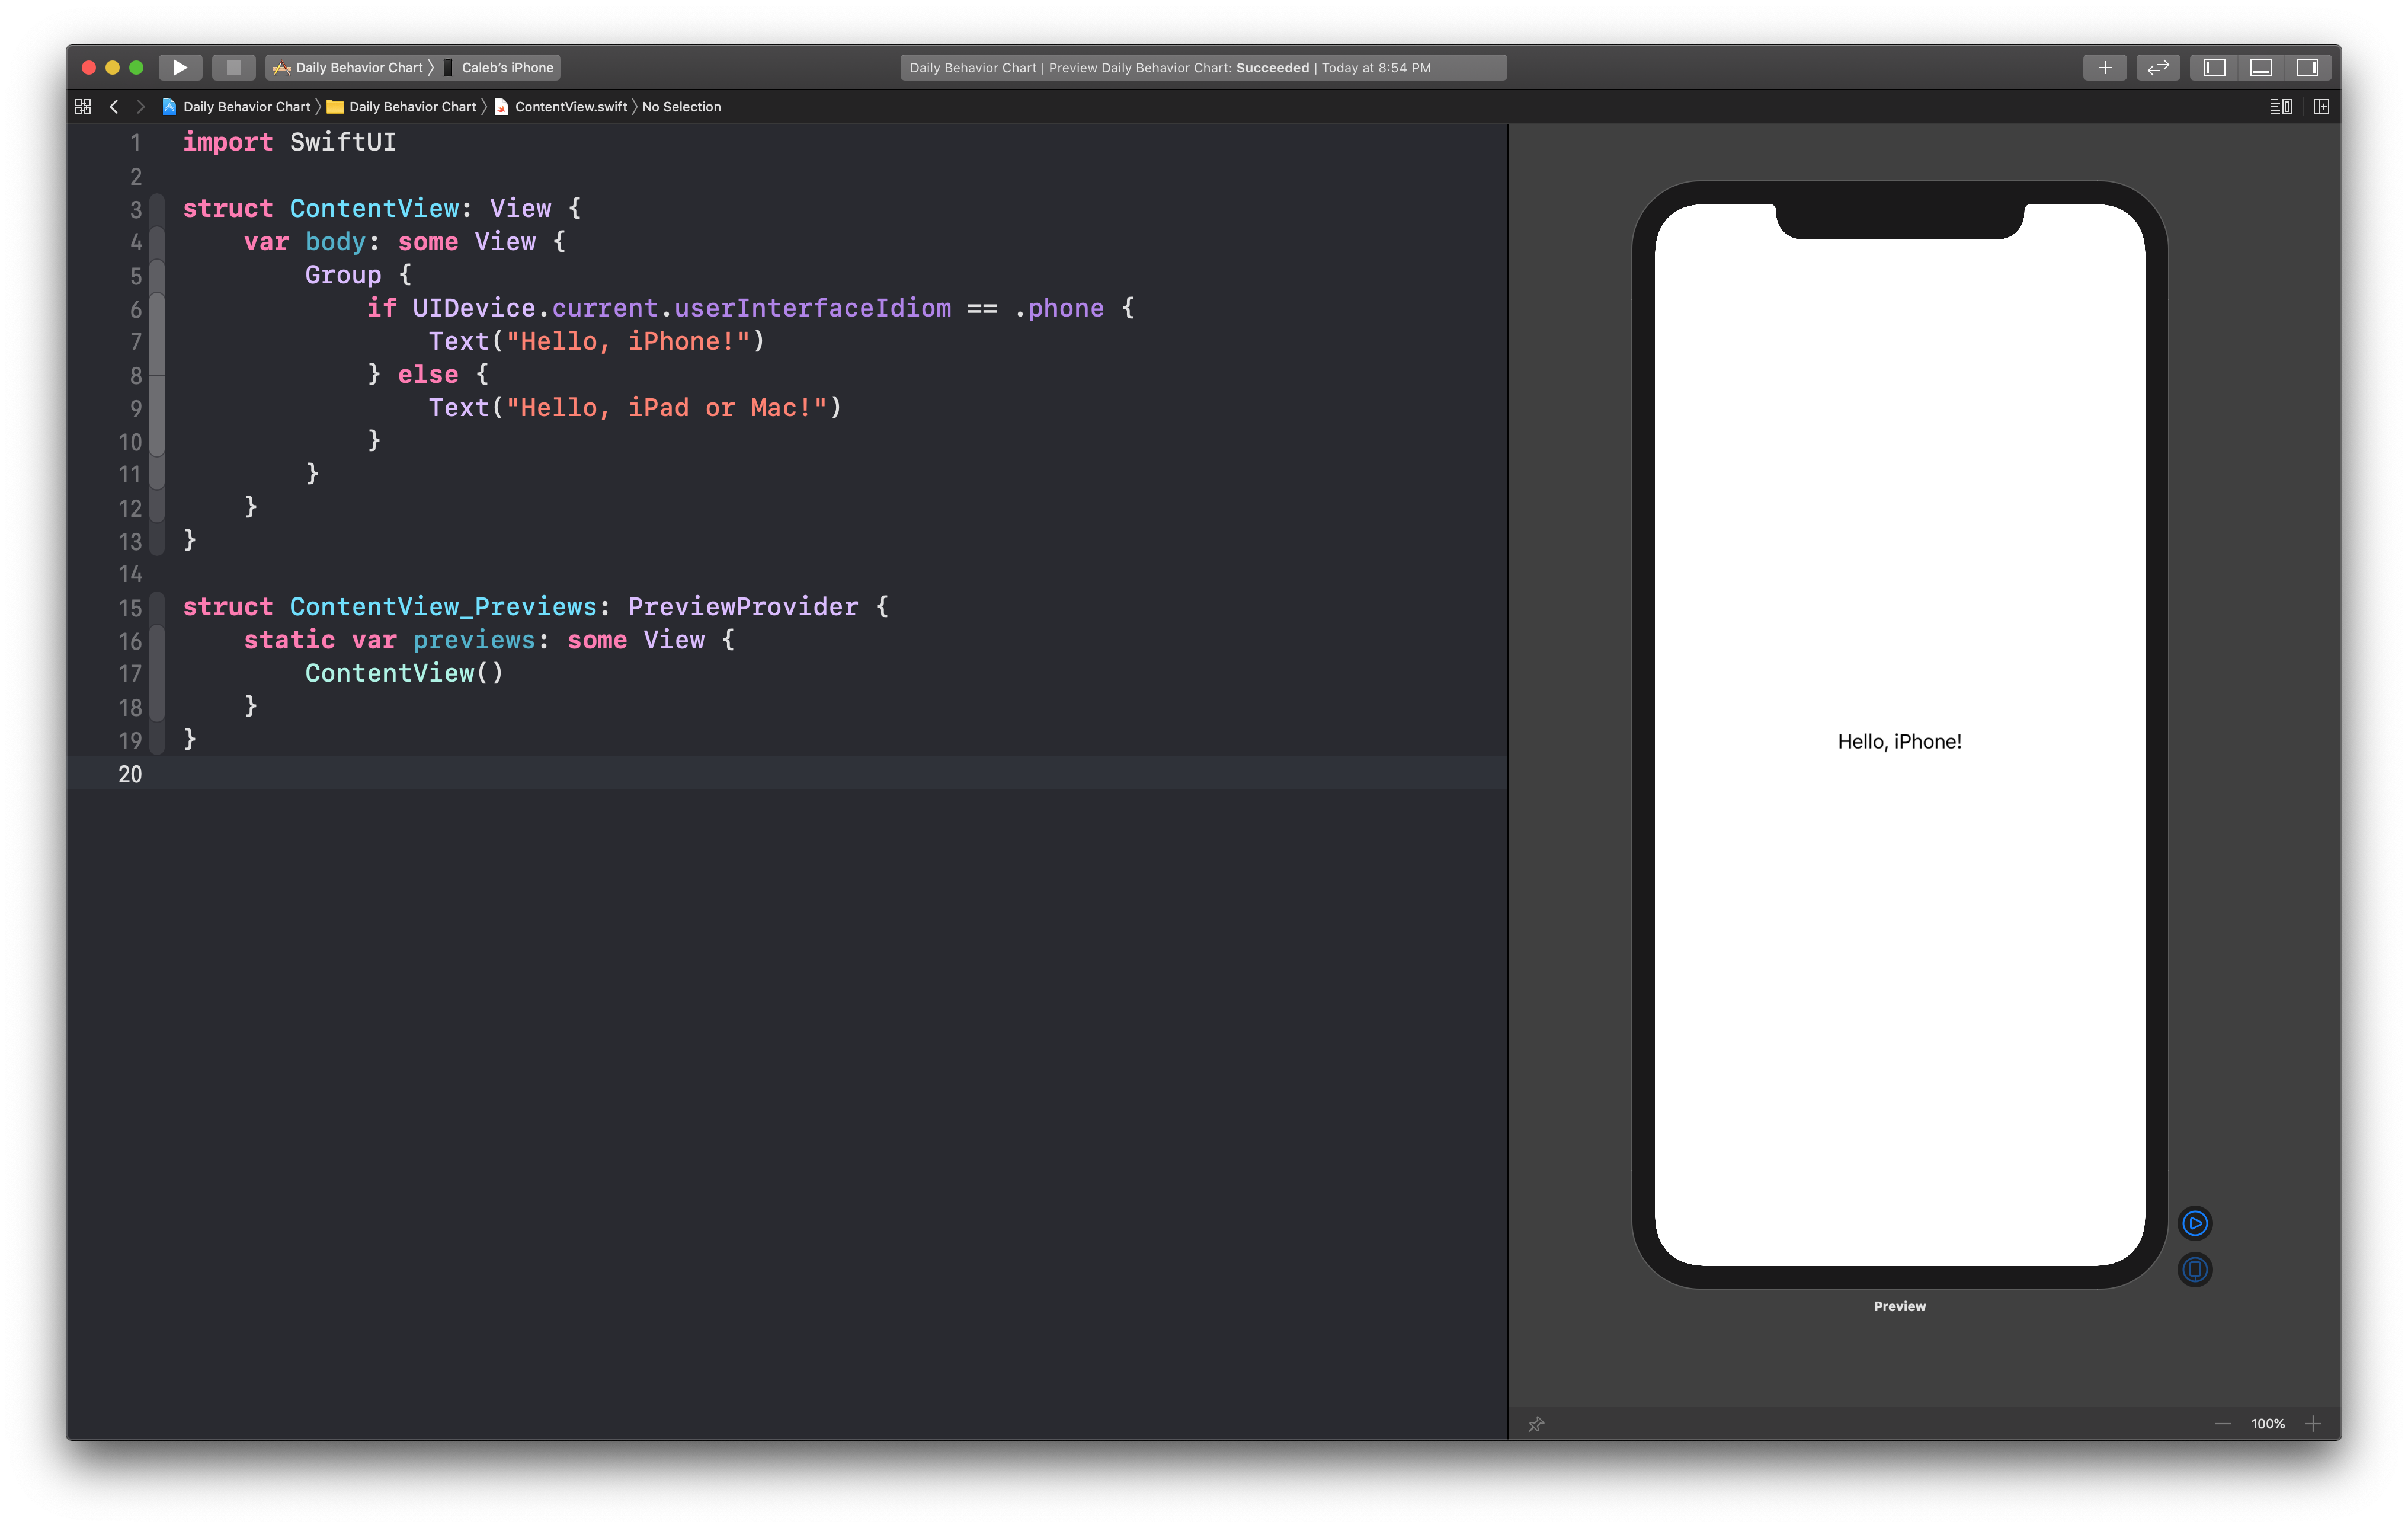 Daily Behavior Chart 〉 Caleb's iPhone
Daily Behavior Chart | Preview Daily Behavior Chart: Succeeded | Today at 8:54 PM
Daily Behavior Chart 〉 Daily Behavior Chart 〉 ContentView.swift 〉 No Selection
1 import SwiftUI
2
3 struct ContentView: View {
4     var body: some View {
5         Group {
6             if UIDevice.current.userInterfaceIdiom == .phone {
7                 Text("Hello, iPhone!")
8             } else {
9                 Text("Hello, iPad or Mac!")
10             }
11         }
12     }
13 }
14
15 struct ContentView_Previews: PreviewProvider {
16     static var previews: some View {
17         ContentView()
18     }
19 }
20
Hello, iPhone!
Preview
100%